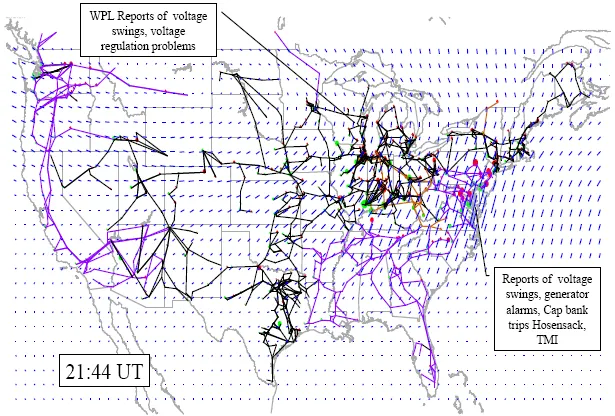 WPL Reports of voltage
swings, voltage
regulation problems
Reports of voltage
swings, generator
alarms, Cap bank
trips Hosensack,
TMI
21:44 UT